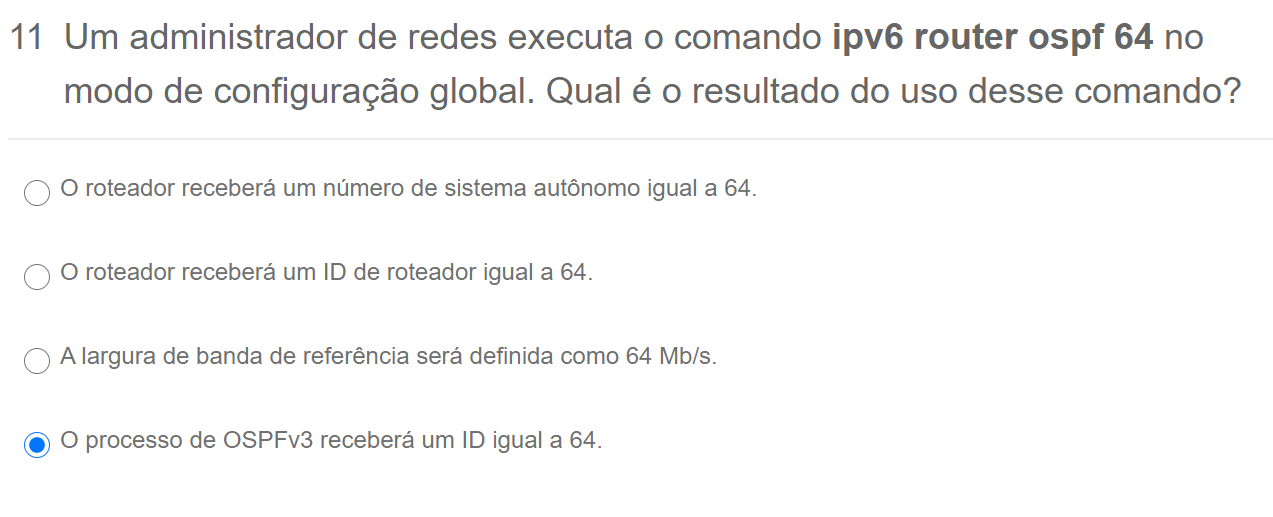 11 Um administrador de redes executa o comando ipv6 router ospf 64 no
modo de configuração global. Qual é o resultado do uso desse comando?
O roteador receberá um número de sistema autônomo igual a 64.
O roteador receberá um ID de roteador igual a 64.
A largura de banda de referência será definida como 64 Mb/s.
O processo de OSPFv3 receberá um ID igual a 64.